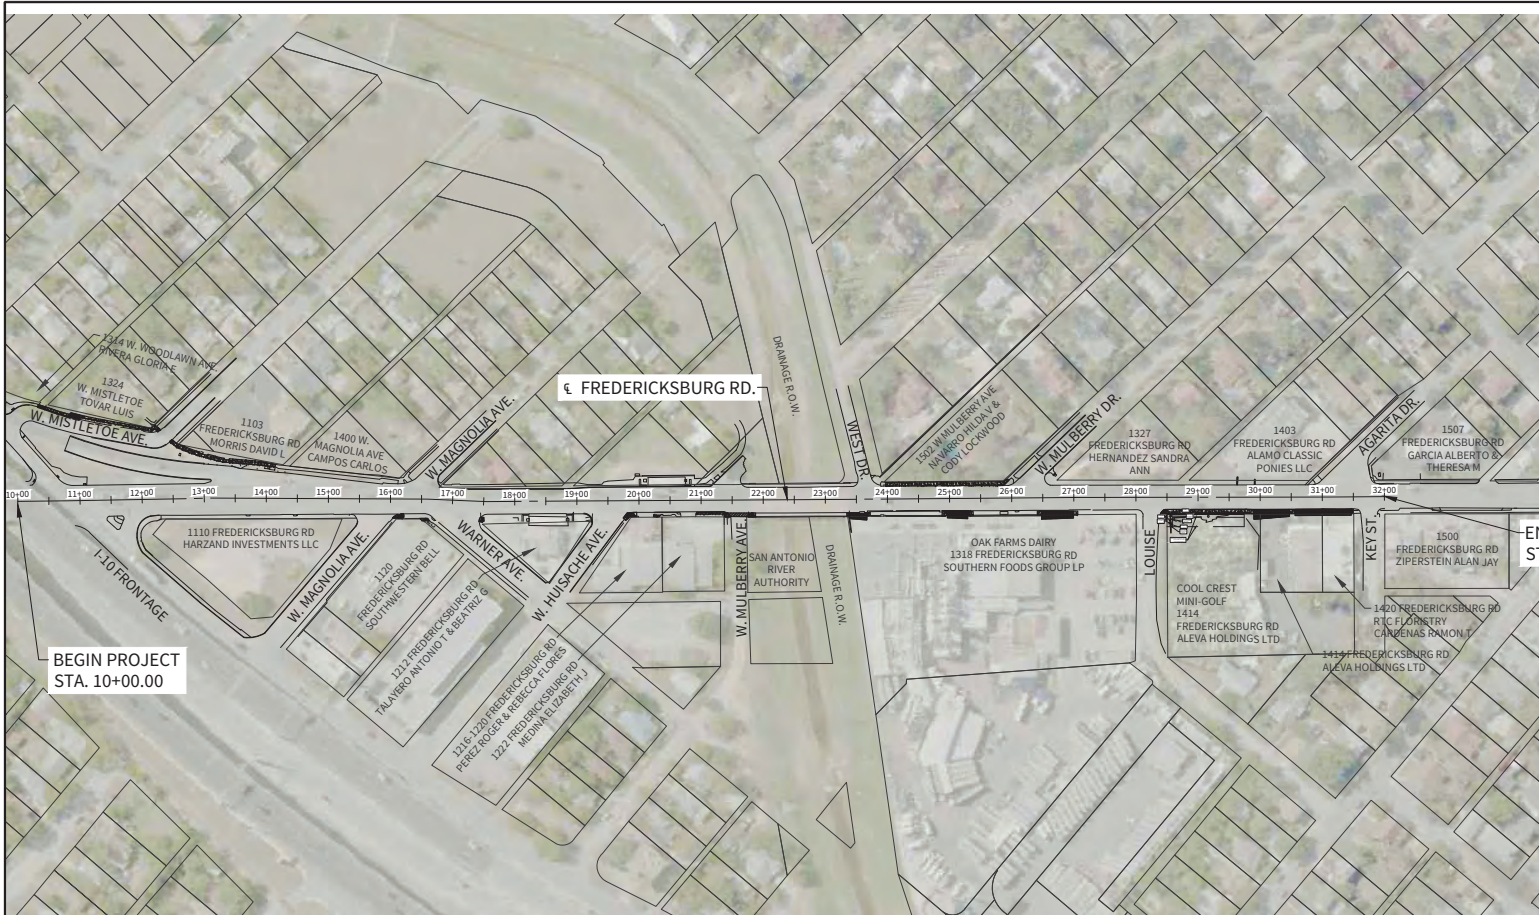 1314 W. WOODLAWN AVE.
RIVERA GLORIA E
1324
W. MISTLETOE
TOVAR LUIS
W. MISTLETOE AVE.
1103
FREDERICKSBURG RD
MORRIS DAVID L
1400 W.
MAGNOLIA AVE
CAMPOS CARLOS
W. MAGNOLIA AVE.
℄ FREDERICKSBURG RD.
DRAINAGE R.O.W.
WEST DR.
1502 W MULBERRY AVE
NAVARRO HILDA V &
CODY LOCKWOOD
W. MULBERRY DR.
1327
FREDERICKSBURG RD
HERNANDEZ SANDRA
ANN
1403
FREDERICKSBURG RD
ALAMO CLASSIC
PONIES LLC
AGARITA DR.
1507
FREDERICKSBURG RD
GARCIA ALBERTO &
THERESA M
10+00 11+00 12+00 13+00 14+00 15+00 16+00 17+00 18+00 19+00 20+00 21+00 22+00 23+00 24+00 25+00 26+00 27+00 28+00 29+00 30+00 31+00 32+00
1110 FREDERICKSBURG RD
HARZAND INVESTMENTS LLC
I-10 FRONTAGE
W. MAGNOLIA AVE.
1120
FREDERICKSBURG RD
SOUTHWESTERN BELL
WARNER AVE.
1212 FREDERICKSBURG RD
TALAVERO ANTONIO T & BEATRIZ G
W. HUISACHE AVE.
1216-1220 FREDERICKSBURG RD
PEREZ ROGER & REBECCA FLORES
1222 FREDERICKSBURG RD
MEDINA ELIZABETH J
W. MULBERRY AVE.
SAN ANTONIO
RIVER
AUTHORITY
DRAINAGE R.O.W.
OAK FARMS DAIRY
1318 FREDERICKSBURG RD
SOUTHERN FOODS GROUP LP
LOUISE
COOL CREST
MINI-GOLF
1414
FREDERICKSBURG RD
ALEVA HOLDINGS LTD
KEY ST.
1420 FREDERICKSBURG RD
RTC FLORISTRY
CARDENAS RAMON T
1414 FREDERICKSBURG RD
ALEVA HOLDINGS LTD
1500
FREDERICKSBURG RD
ZIPERSTEIN ALAN JAY
BEGIN PROJECT
STA. 10+00.00